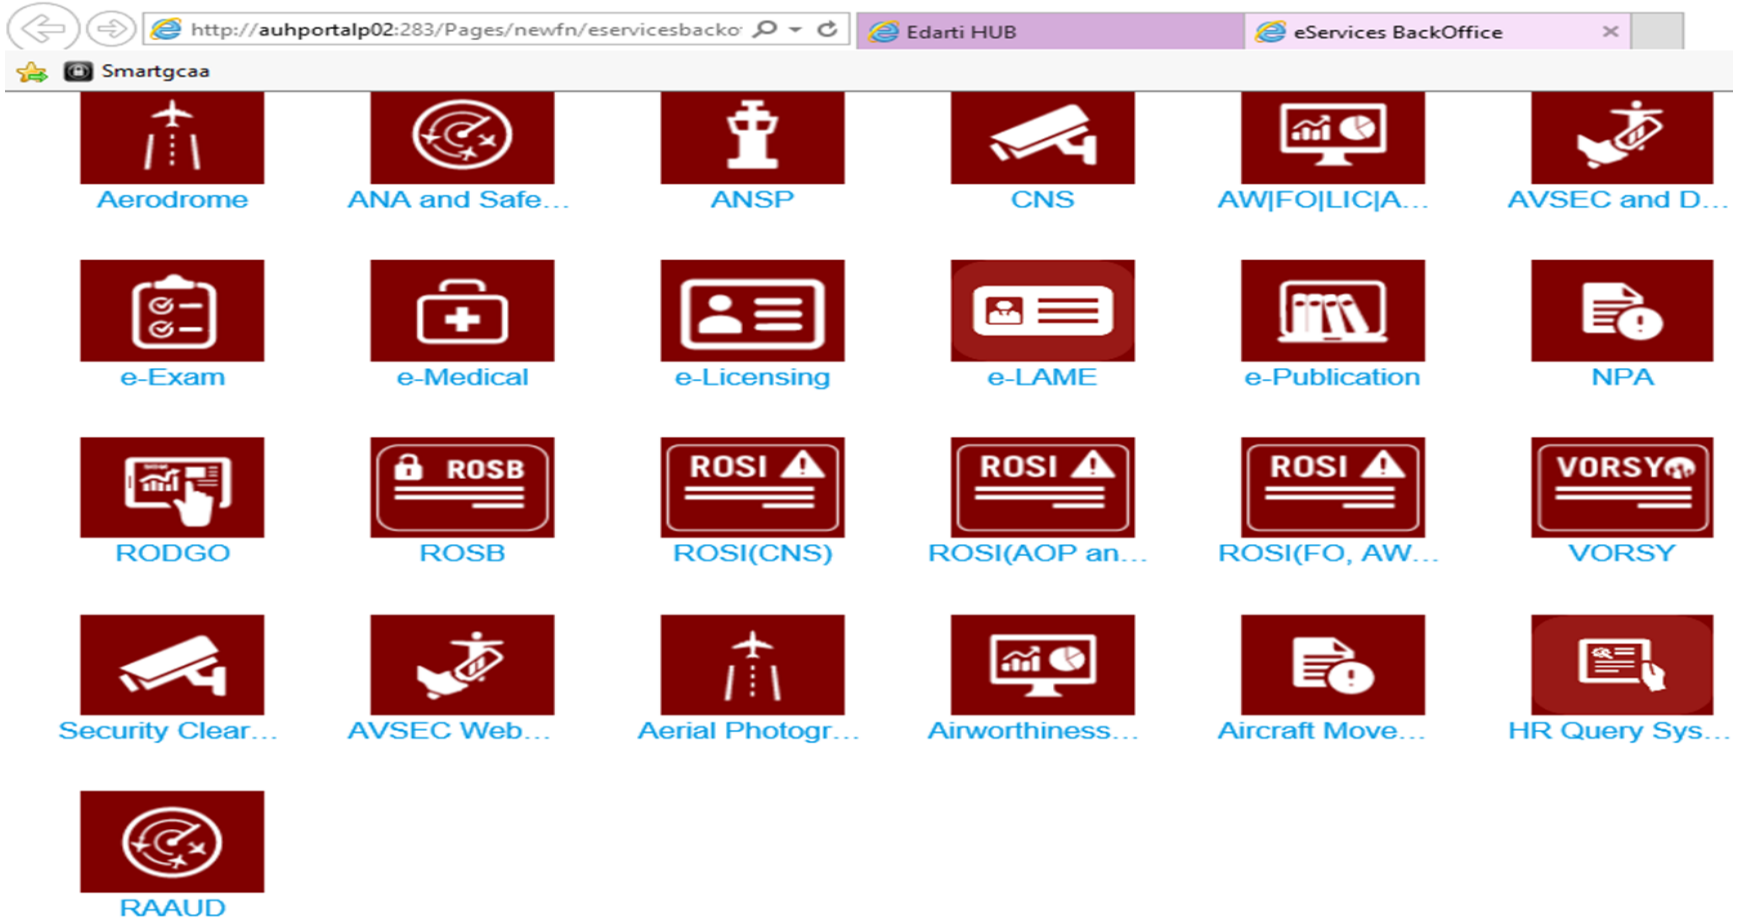 http://auhportalp02:283/Pages/newfn/eservicesbacko
Edarti HUB
eServices BackOffice
Smartgcaa
Aerodrome
ANA and Safe...
ANSP
CNS
AW|FO|LIC|A...
AVSEC and D...
e-Exam
e-Medical
e-Licensing
e-LAME
e-Publication
NPA
ROSB
ROSI
ROSI
ROSI
VORSY
RODGO
ROSB
ROSI(CNS)
ROSI(AOP an...
ROSI(FO, AW...
VORSY
Security Clear...
AVSEC Web...
Aerial Photogr...
Airworthiness...
Aircraft Move...
HR Query Sys...
RAAUD